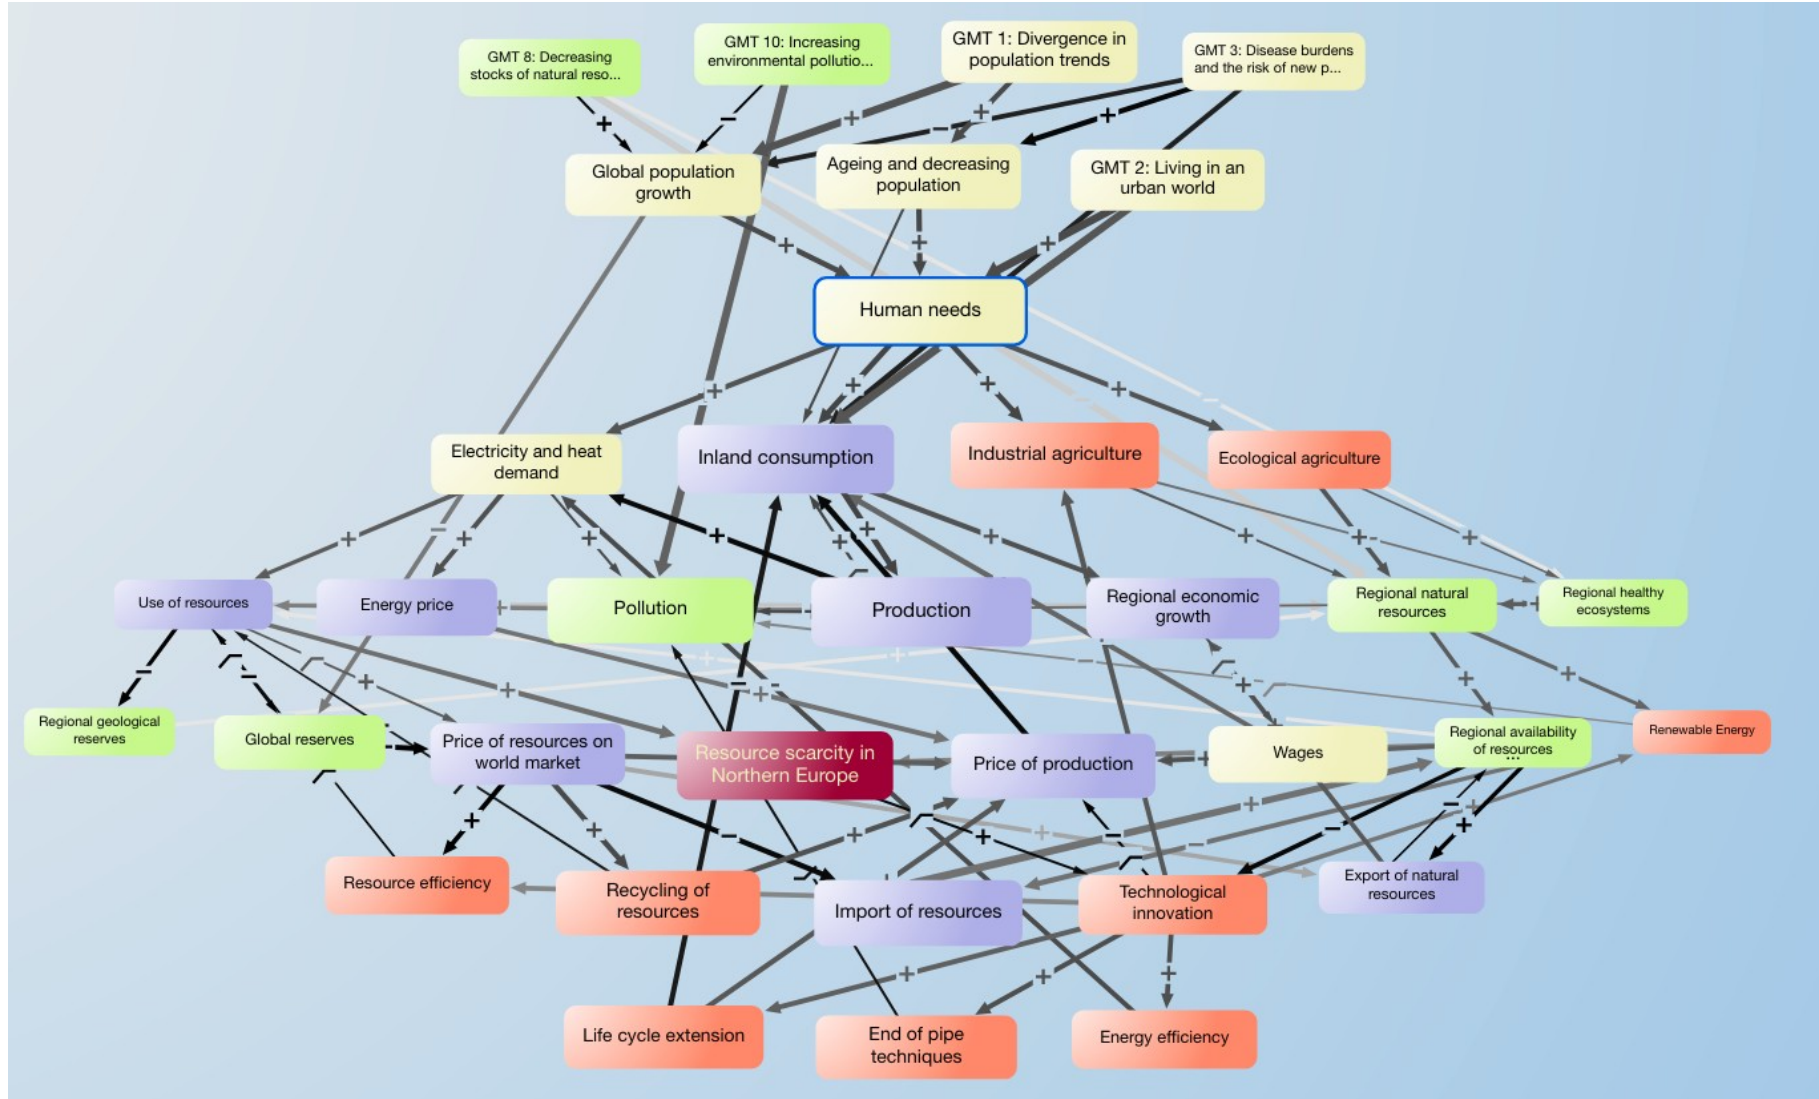 GMT 8: Decreasing
stocks of natural reso...
GMT 10: Increasing
environmental pollutio...
GMT 1: Divergence in
population trends
GMT 3: Disease burdens
and the risk of new p...
Global population
growth
Ageing and decreasing
population
GMT 2: Living in an
urban world
Human needs
Electricity and heat
demand
Inland consumption
Industrial agriculture
Ecological agriculture
Use of resources
Energy price
Pollution
Production
Regional economic
growth
Regional natural
resources
Regional healthy
ecosystems
Regional geological
reserves
Global reserves
Price of resources on
world market
Resource scarcity in
Northern Europe
Price of production
Wages
Regional availability
of resources
...
Renewable Energy
Resource efficiency
Recycling of
resources
Import of resources
Technological
innovation
Export of natural
resources
Life cycle extension
End of pipe
techniques
Energy efficiency